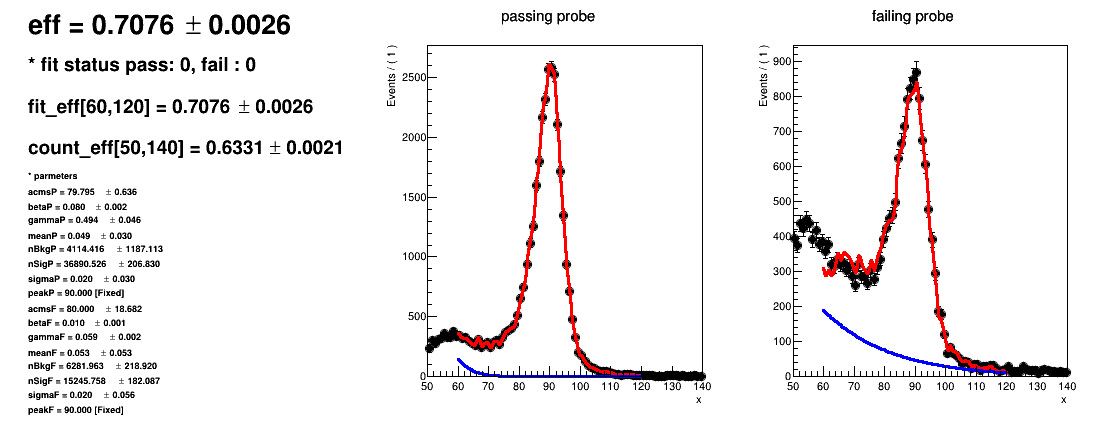 eff = 0.7076 ± 0.0026
* fit status pass: 0, fail : 0
fit_eff[60,120] = 0.7076 ± 0.0026
count_eff[50,140] = 0.6331 ± 0.0021
* parmeters
acmsP = 79.795 ± 0.636
betaP = 0.080 ± 0.002
gammaP = 0.494 ± 0.046
meanP = 0.049 ± 0.030
nBkgP = 4114.416 ± 1187.113
nSigP = 36890.526 ± 206.830
sigmaP = 0.020 ± 0.030
peakP = 90.000 [Fixed]
acmsF = 80.000 ± 18.682
betaF = 0.010 ± 0.001
gammaF = 0.059 ± 0.002
meanF = 0.053 ± 0.053
nBkgF = 6281.963 ± 218.920
nSigF = 15245.758 ± 182.087
sigmaF = 0.020 ± 0.056
peakF = 90.000 [Fixed]
passing probe
Events / ( 1 )
2500
2000
1500
1000
500
0
50 60 70 80 90 100 110 120 130 140
x
failing probe
Events / ( 1 )
900
800
700
600
500
400
300
200
100
0
50 60 70 80 90 100 110 120 130 140
x